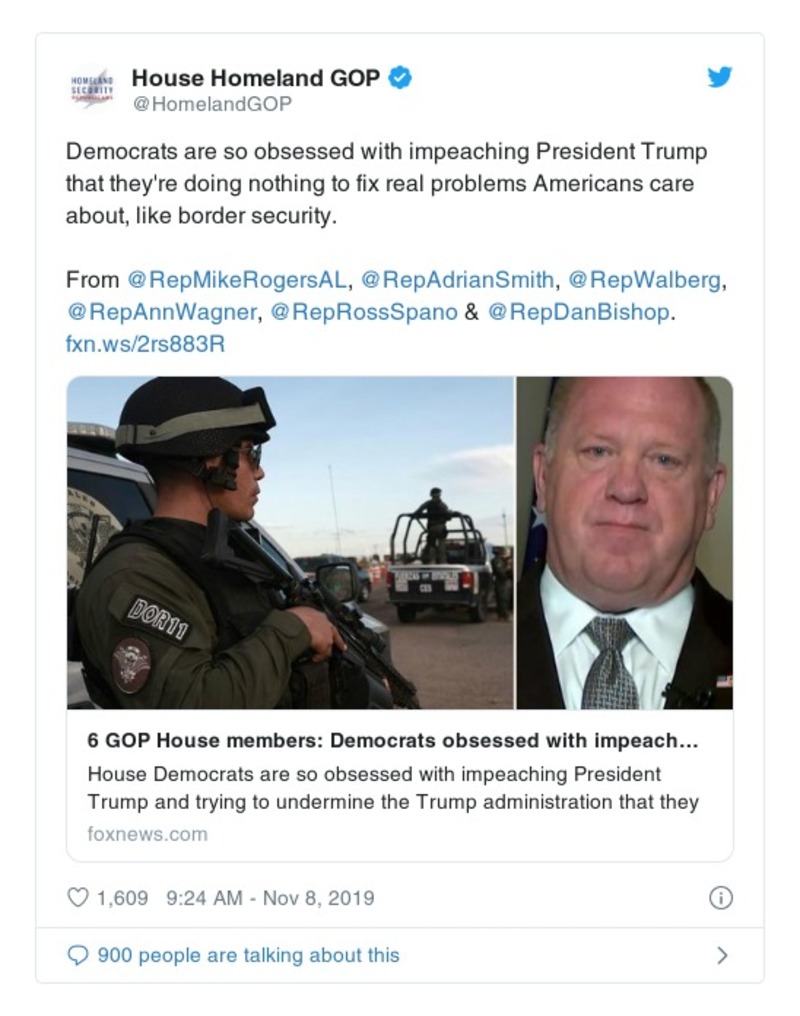 HOMELAND
SECURITY
House Homeland GOP
@HomelandGOP
Democrats are so obsessed with impeaching President Trump
that they're doing nothing to fix real problems Americans care
about, like border security.
From @RepMikeRogersAL, @RepAdrianSmith, @RepWalberg,
@RepAnnWagner, @RepRossSpano & @RepDanBishop.
fxn.ws/2rs883R
DOR11
CES
6 GOP House members: Democrats obsessed with impeach...
House Democrats are so obsessed with impeaching President
Trump and trying to undermine the Trump administration that they
foxnews.com
1,609 9:24 AM - Nov 8, 2019
900 people are talking about this